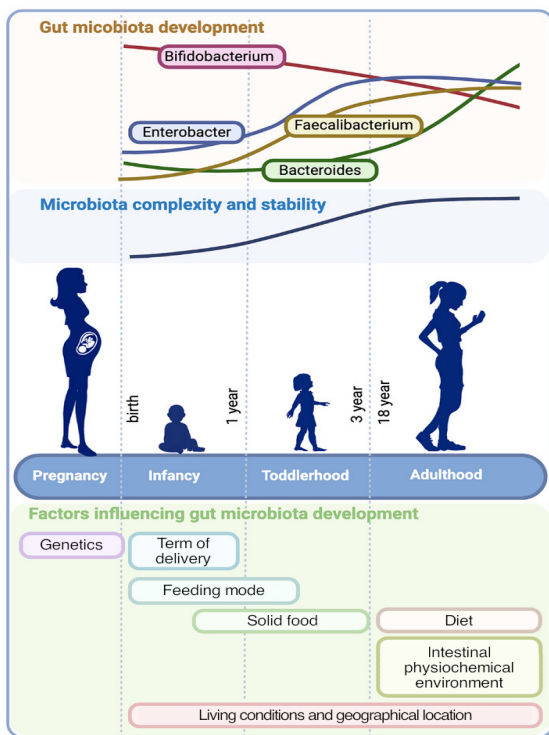 Gut micobiota development
Bifidobacterium
Enterobacter
Faecalibacterium
Bacteroides
Microbiota complexity and stability
birth
1 year
3 year
18 year
Pregnancy
Infancy
Toddlerhood
Adulthood
Factors influencing gut microbiota development
Genetics
Term of
delivery
Feeding mode
Solid food
Diet
Intestinal
physiochemical
environment
Living conditions and geographical location